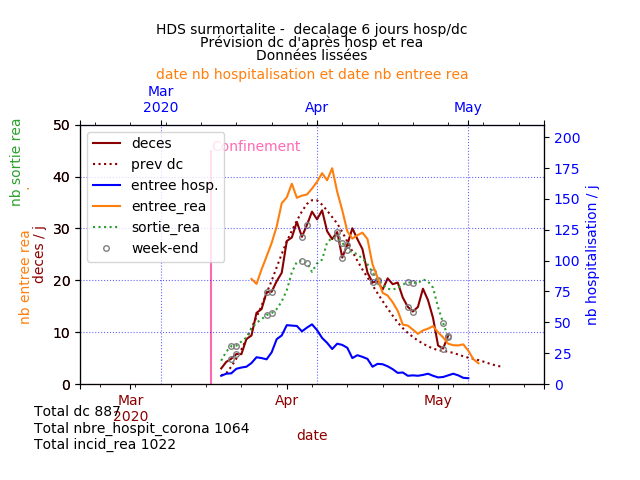 HDS surmortalite -  decalage 6 jours hosp/dc
Prévision dc d'après hosp et rea
Données lissées
date nb hospitalisation et date nb entree rea
Mar
2020
Apr
May
nb sortie rea
nb entree rea .
deces / j
50
40
30
20
10
0
Confinement
deces
prev dc
entree hosp.
entree_rea
sortie_rea
week-end
200
175
150
125
100
75
50
25
0
nb hospitalisation / j
Mar
2020
Apr
May
date
Total dc 887
Total nbre_hospit_corona 1064
Total incid_rea 1022